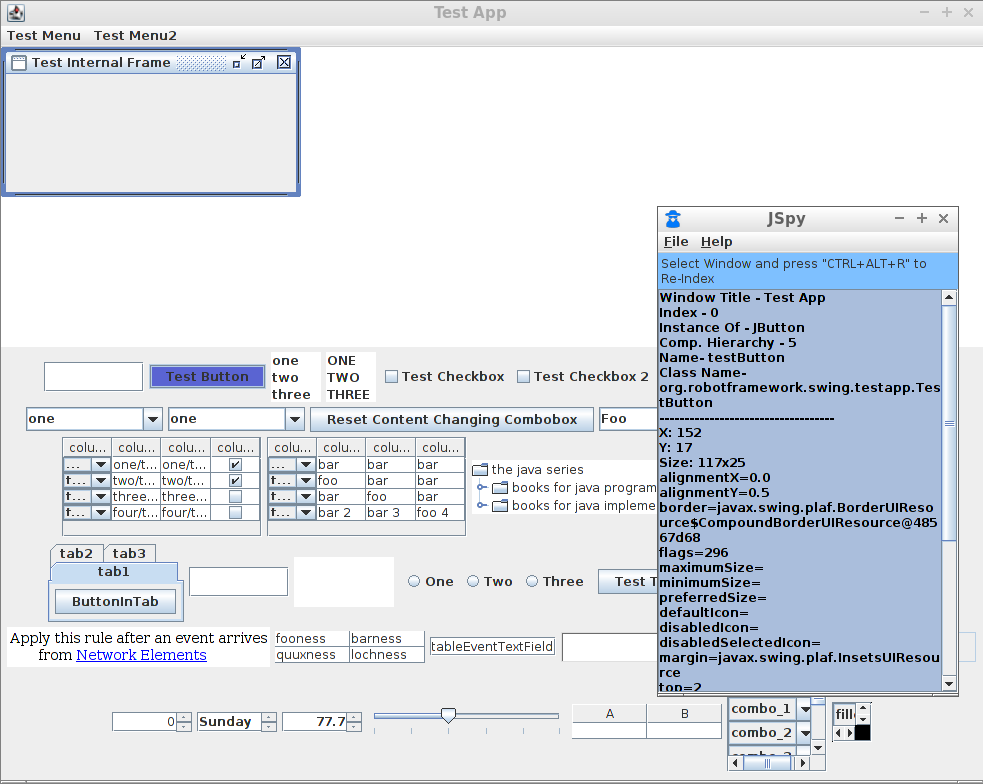 Test App
Test Menu Test Menu2
Test Internal Frame
JSpy
File Help
Select Window and press "CTRL+ALT+R" to
Re-Index
Window Title - Test App
Index - 0
Instance Of - JButton
Comp. Hierarchy - 5
Name- testButton
Class Name-
org.robotframework.swing.testapp.Tes
tButton
-----------------------------------
X: 152
Y: 17
Size: 117x25
alignmentX=0.0
alignmentY=0.5
border=javax.swing.plaf.BorderUIReso
urce$CompoundBorderUIResource@485
67d68
flags=296
maximumSize=
minimumSize=
preferredSize=
defaultIcon=
disabledIcon=
disabledSelectedIcon=
margin=javax.swing.plaf.InsetsUIResou
rce
top=2
Test Button
one
two
three
ONE
TWO
THREE
Test Checkbox Test Checkbox 2
one one Reset Content Changing Combobox Foo
colu... colu... colu... colu...
... one/t... one/t...
t... two/t... two/t...
t... three... three...
t... four/t... four/t...
colu... colu... colu... colu...
... bar bar bar
t... foo bar bar
t... bar foo bar
t... bar 2 bar 3 foo 4
the java series
books for java program
books for java impleme
tab2 tab3
tab1
ButtonInTab
One Two Three Test T
Apply this rule after an event arrives
from Network Elements
fooness barness
quuxness lochness
tableEventTextField
0 Sunday 77.7
A B
combo_1
combo_2
combo_3
fill